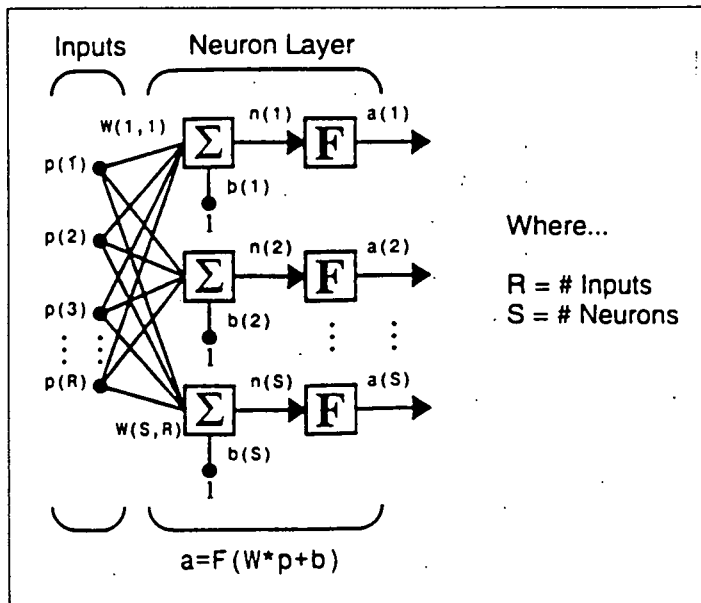 Inputs Neuron Layer
W(1,1) n(1) a(1)
Σ F
p(1) b(1)
1
p(2) n(2) a(2)
Σ F
p(3) b(2)
1
p(R) n(S) a(S)
Σ F
W(S,R) b(S)
1
a=F(W*p+b)
Where...
R = # Inputs
S = # Neurons